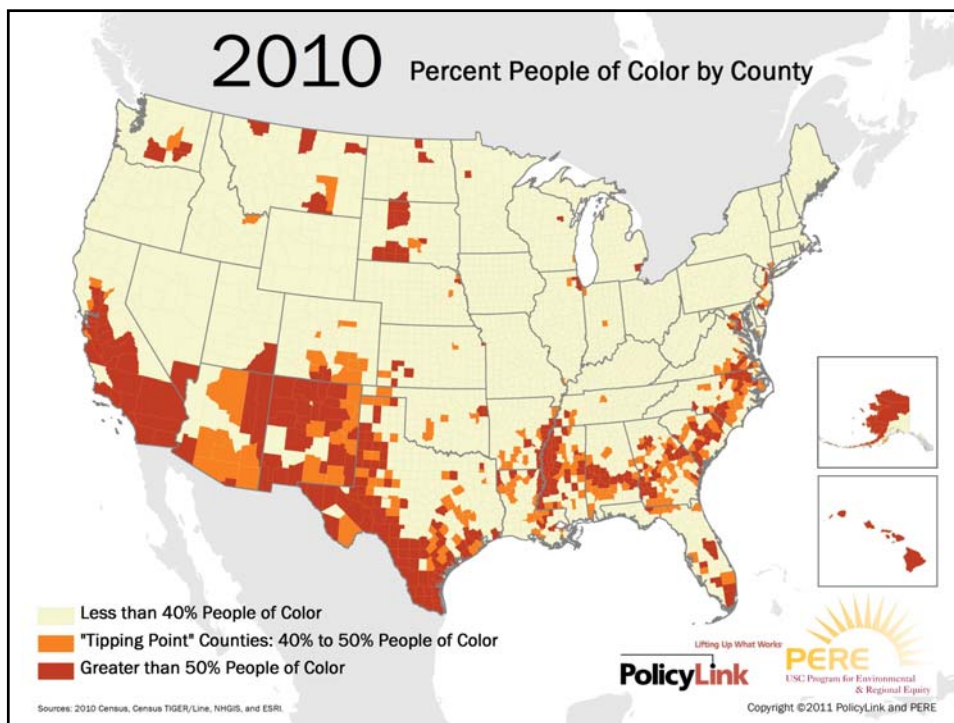 2010 Percent People of Color by County
Less than 40% People of Color
"Tipping Point" Counties: 40% to 50% People of Color
Greater than 50% People of Color
Lifting Up What Works
PolicyLink
PERE
USC Program for Environmental
& Regional Equity
Sources: 2010 Census, Census TIGER/Line, NHGIS, and ESRI.
Copyright ©2011 PolicyLink and PERE